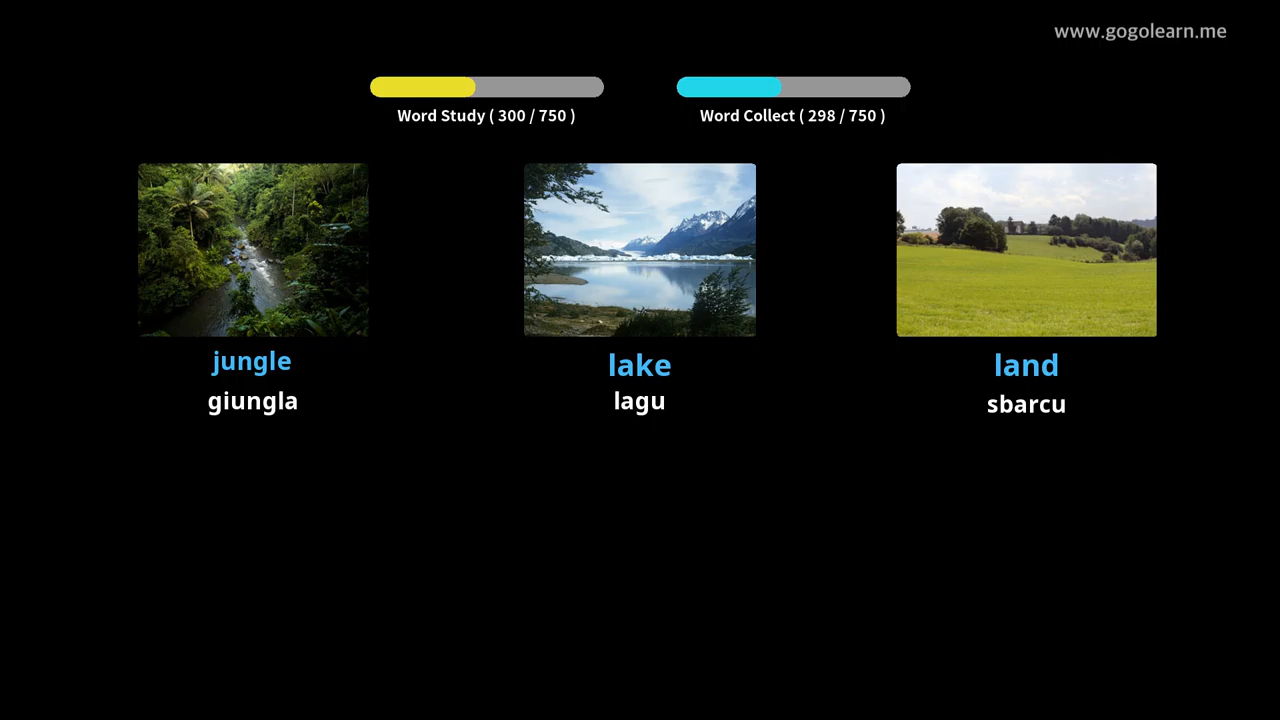 www.gogolearn.me
Word Study ( 300 / 750 )
Word Collect ( 298 / 750 )
jungle
giungla
lake
lagu
land
sbarcu